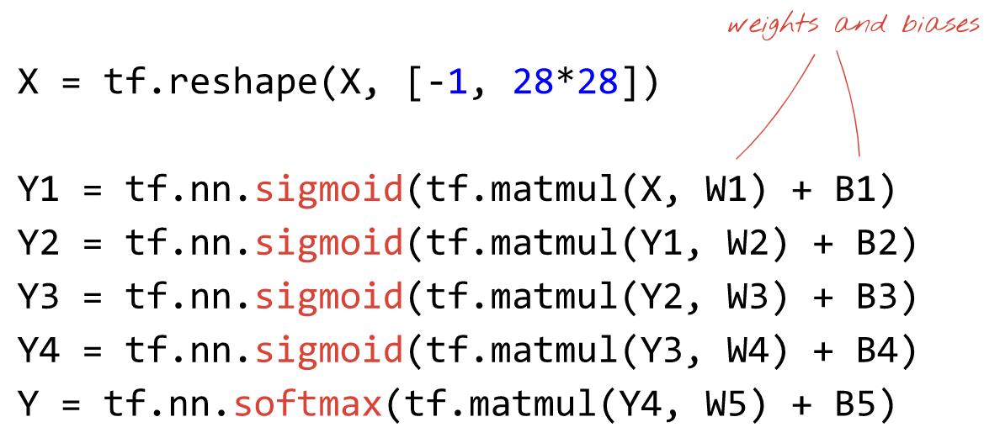 weights and biases
X = tf.reshape(X, [-1, 28*28])
Y1 = tf.nn.sigmoid(tf.matmul(X, W1) + B1)
Y2 = tf.nn.sigmoid(tf.matmul(Y1, W2) + B2)
Y3 = tf.nn.sigmoid(tf.matmul(Y2, W3) + B3)
Y4 = tf.nn.sigmoid(tf.matmul(Y3, W4) + B4)
Y = tf.nn.softmax(tf.matmul(Y4, W5) + B5)